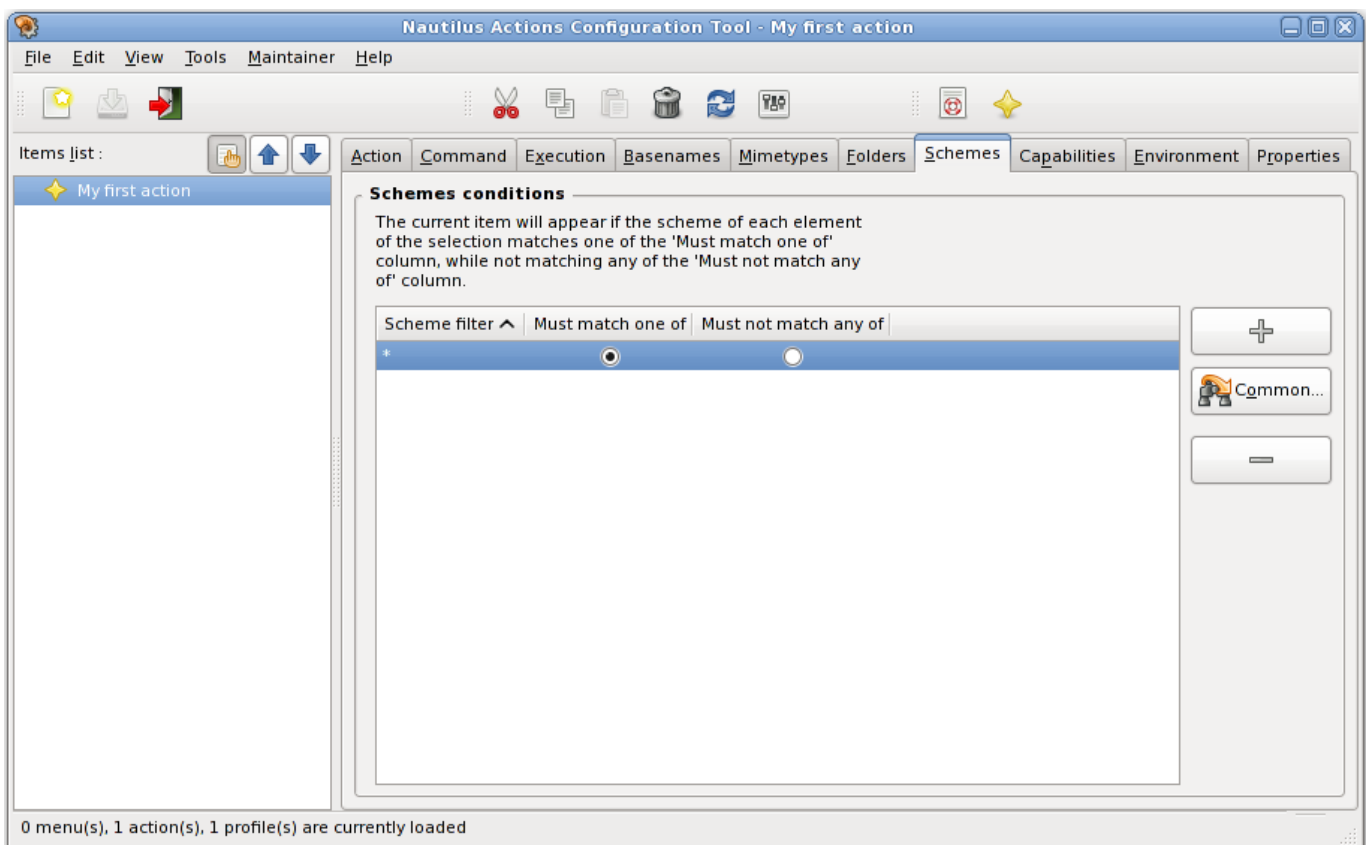 Nautilus Actions Configuration Tool - My first action
File Edit View Tools Maintainer Help
Items list :
Action Command Execution Basenames Mimetypes Folders Schemes Capabilities Environment Properties
My first action
Schemes conditions
The current item will appear if the scheme of each element
of the selection matches one of the 'Must match one of'
column, while not matching any of the 'Must not match any
of' column.
Scheme filter Must match one of Must not match any of
*
Common...
0 menu(s), 1 action(s), 1 profile(s) are currently loaded